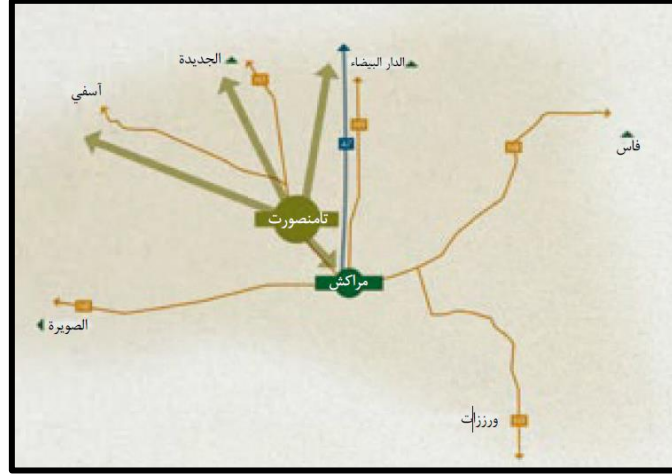 الدار البيضاء
الجديدة
آسفي
فاس
تامنصورت
مراكش
الصويرة
ورززات